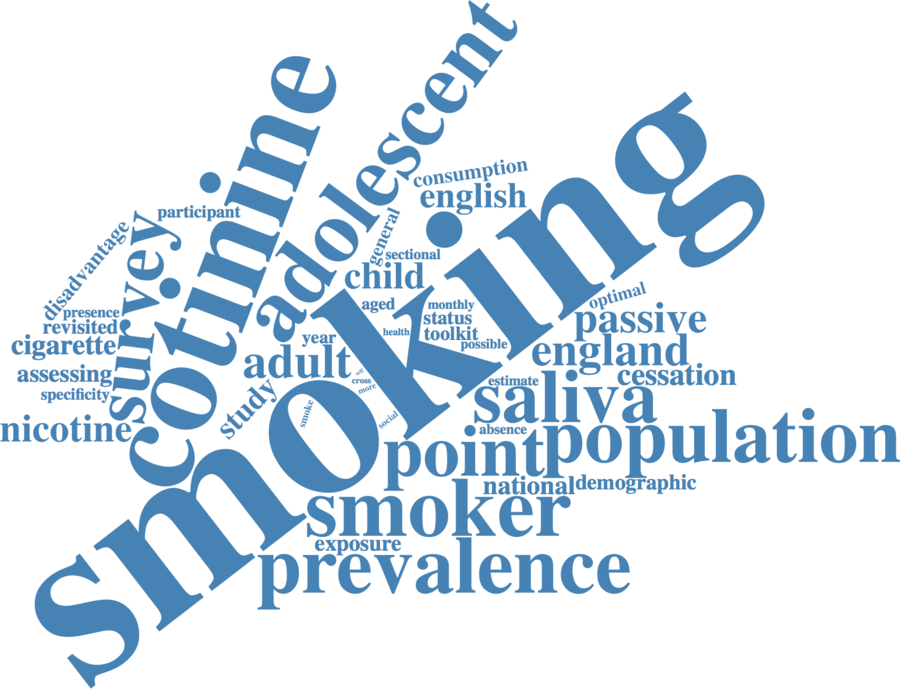 smoking
cotinine
adolescent
consumption
english
participant
general
sectional
disadvantage
survey
child
presence
revisited
cigarette
aged
monthly
status
toolkit
health
possible
optimal
passive
england
year
adult
assessing
specificity
self
cross
more
estimate
cessation
study
smoke
social
saliva
nicotine
absence
point
population
national
demographic
smoker
exposure
prevalence